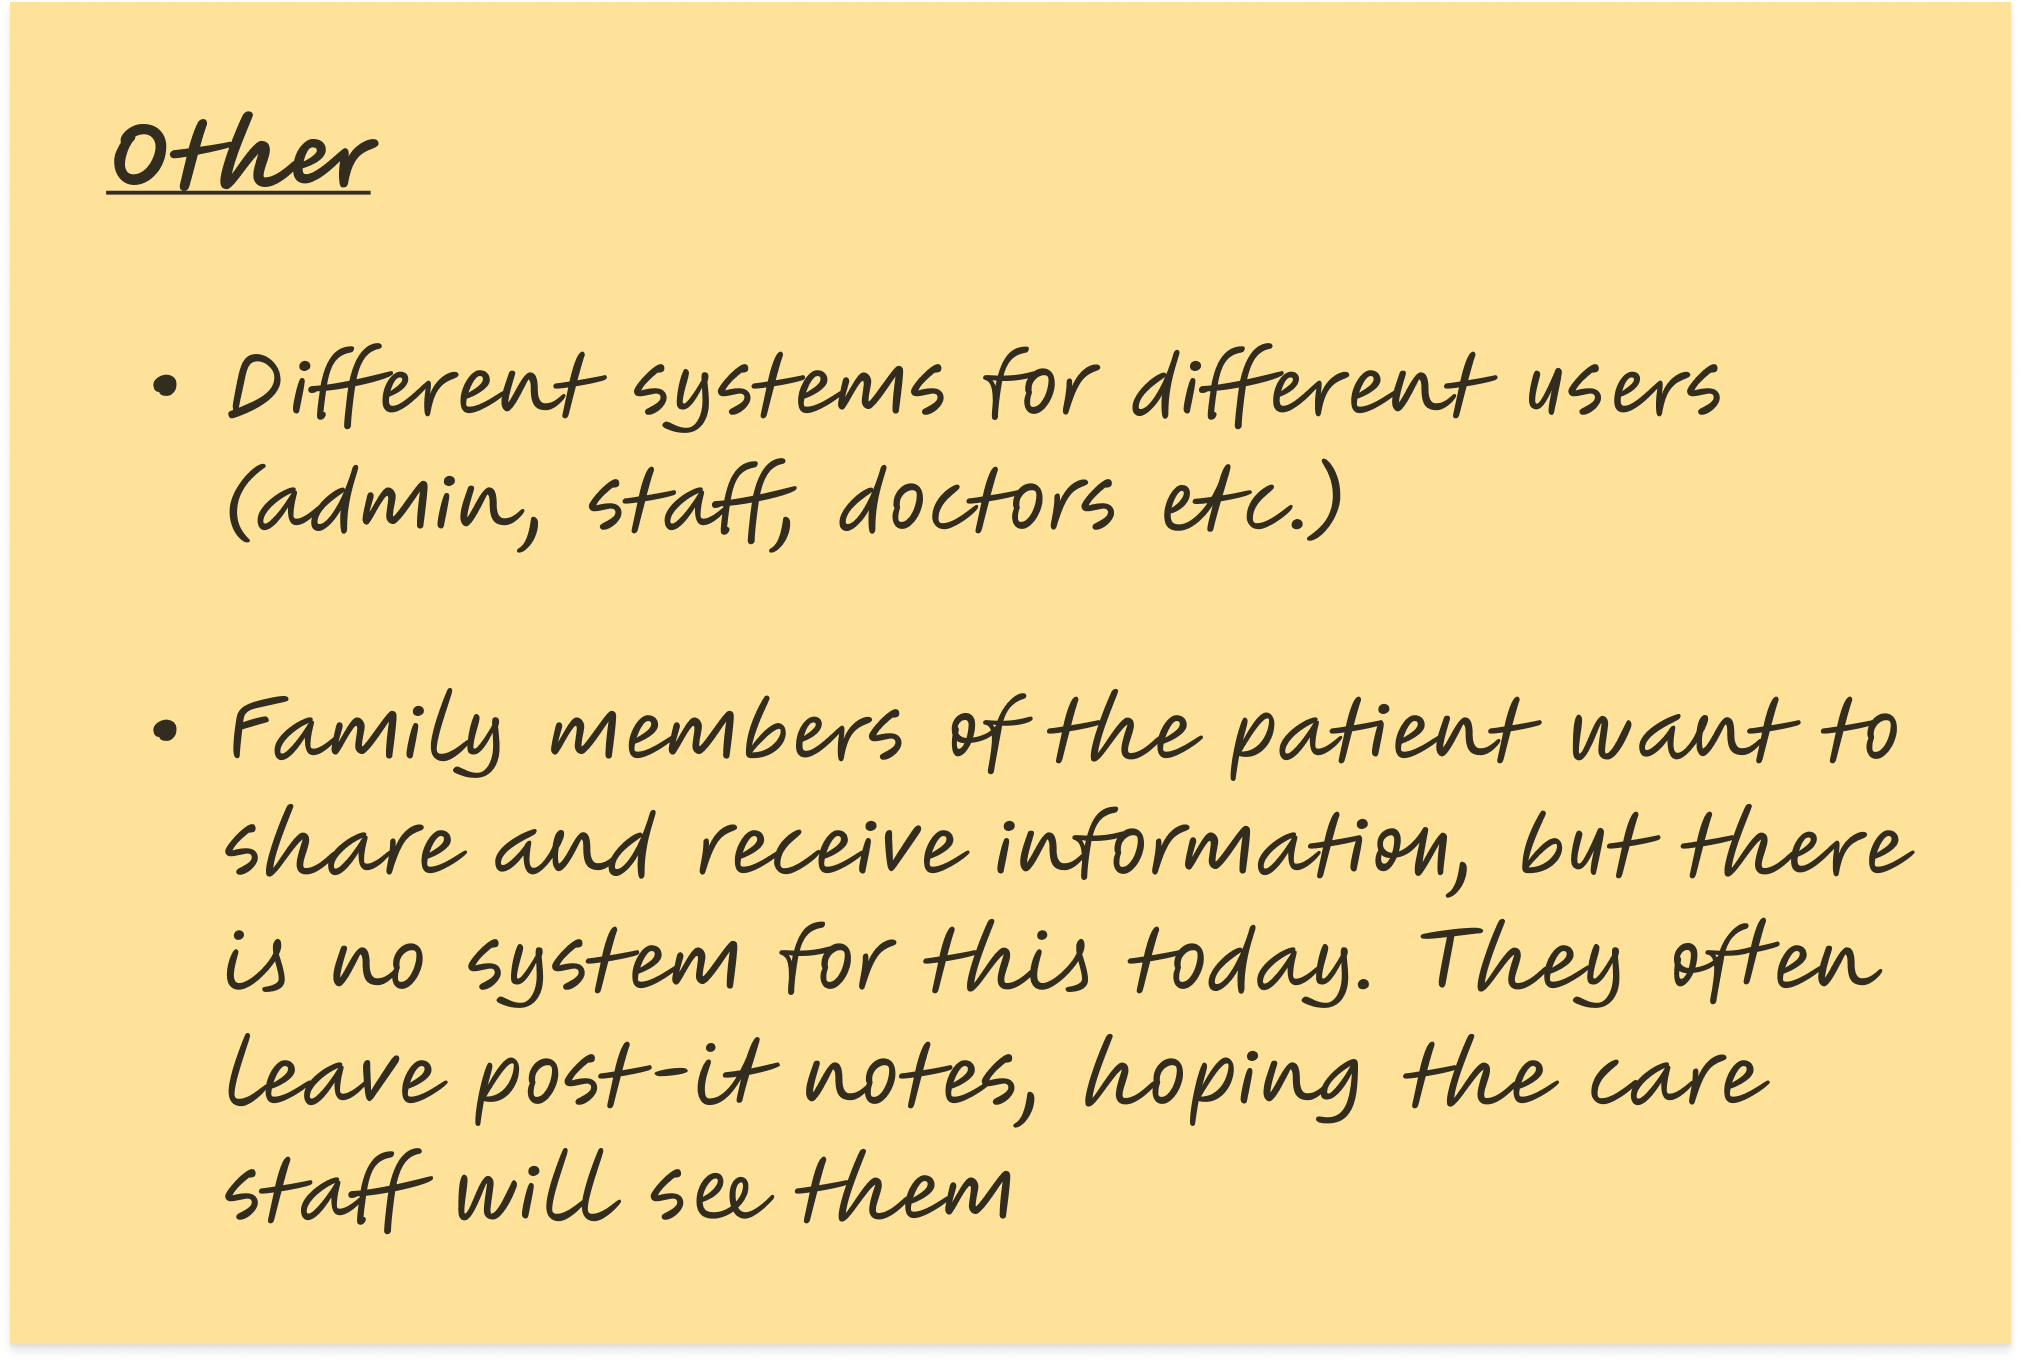 Other
• Different systems for different users
(admin, staff, doctors etc.)
• Family members of the patient want to
share and receive information, but there
is no system for this today. They often
leave post-it notes, hoping the care
staff will see them